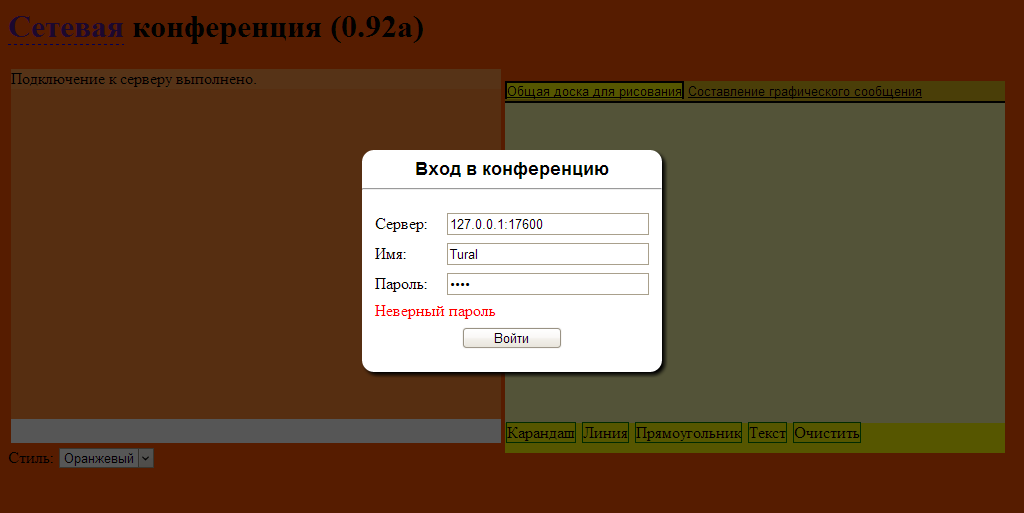 Сетевая конференция (0.92a)
Подключение к серверу выполнено.
Общая доска для рисования Составление графического сообщения
Вход в конференцию
Сервер: 127.0.0.1:17600
Имя: Tural
Пароль: ••••
Неверный пароль
Войти
Карандаш Линия Прямоугольник Текст Очистить
Стиль: Оранжевый